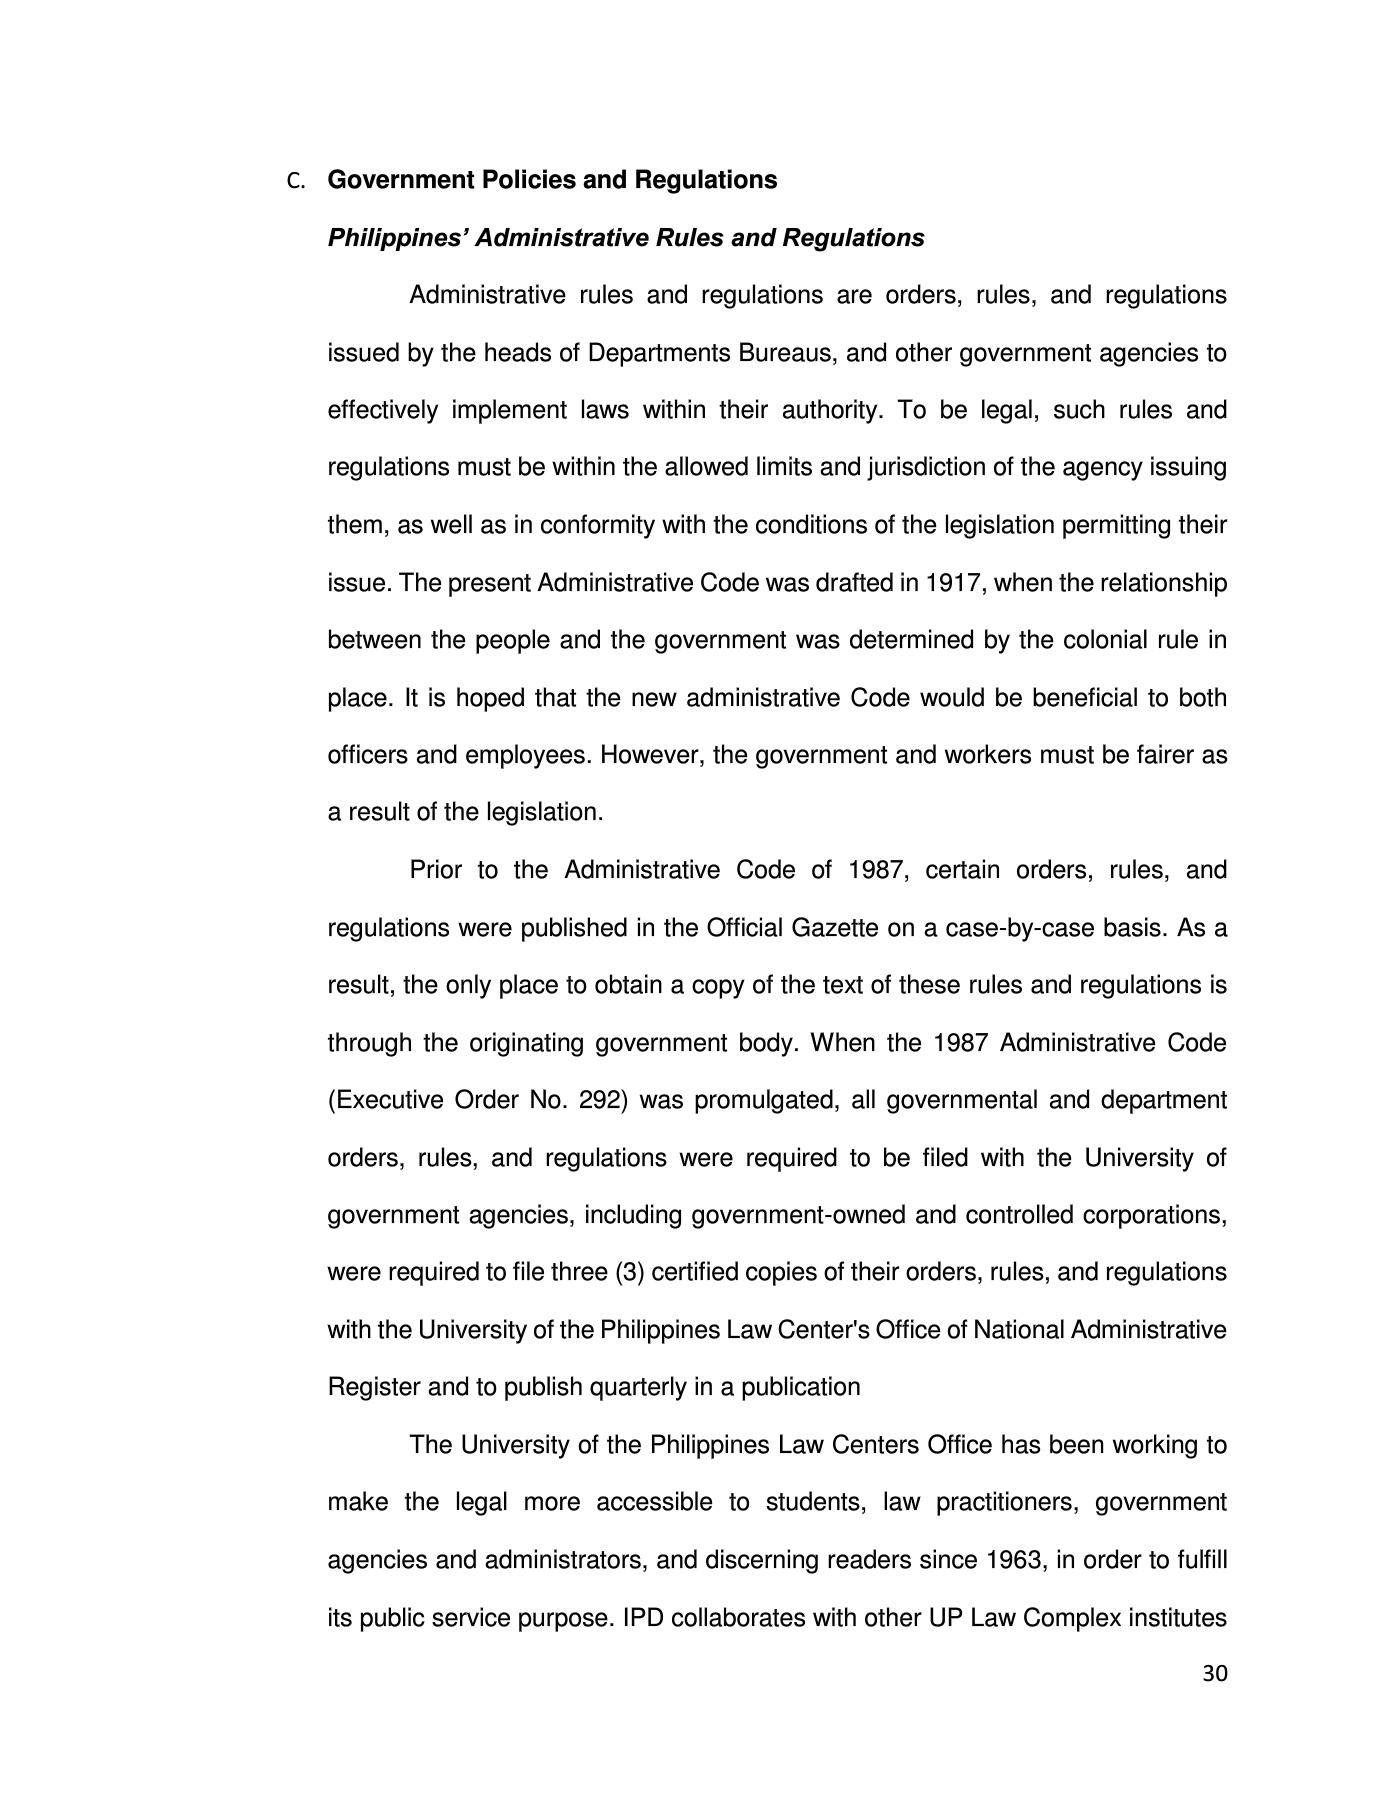 C. Government Policies and Regulations
Philippines’ Administrative Rules and Regulations
Administrative rules and regulations are orders, rules, and regulations
issued by the heads of Departments Bureaus, and other government agencies to
effectively implement laws within their authority. To be legal, such rules and
regulations must be within the allowed limits and jurisdiction of the agency issuing
them, as well as in conformity with the conditions of the legislation permitting their
issue. The present Administrative Code was drafted in 1917, when the relationship
between the people and the government was determined by the colonial rule in
place. It is hoped that the new administrative Code would be beneficial to both
officers and employees. However, the government and workers must be fairer as
a result of the legislation.
Prior to the Administrative Code of 1987, certain orders, rules, and
regulations were published in the Official Gazette on a case-by-case basis. As a
result, the only place to obtain a copy of the text of these rules and regulations is
through the originating government body. When the 1987 Administrative Code
(Executive Order No. 292) was promulgated, all governmental and department
orders, rules, and regulations were required to be filed with the University of
government agencies, including government-owned and controlled corporations,
were required to file three (3) certified copies of their orders, rules, and regulations
with the University of the Philippines Law Center's Office of National Administrative
Register and to publish quarterly in a publication
The University of the Philippines Law Centers Office has been working to
make the legal more accessible to students, law practitioners, government
agencies and administrators, and discerning readers since 1963, in order to fulfill
its public service purpose. IPD collaborates with other UP Law Complex institutes
30